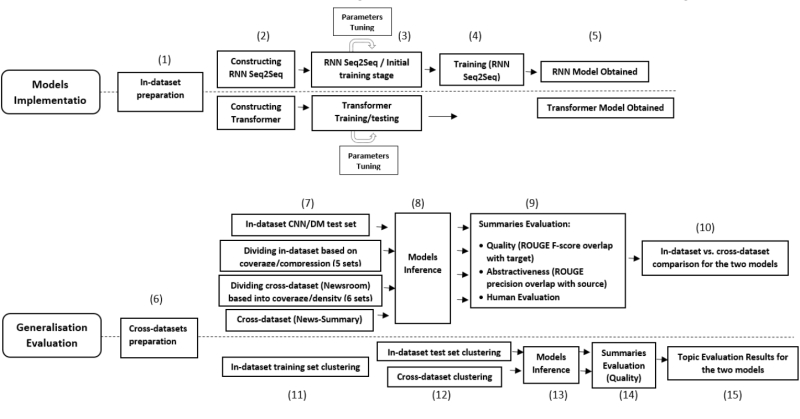 Parameters
Tuning
(1)
(2)
(3)
(4)
(5)
Models
Implementatio
In-dataset
preparation
Constructing
RNN Seq2Seq
RNN Seq2Seq / Initial
training stage
Training (RNN
Seq2Seq)
RNN Model Obtained
Constructing
Transformer
Transformer
Training/testing
Transformer Model Obtained
Parameters
Tuning
(6)
(7)
(8)
(9)
(10)
Generalisation
Evaluation
Cross-datasets
preparation
In-dataset CNN/DM test set
Dividing in-dataset based on
coverage/compression (5 sets)
Dividing cross-dataset (Newsroom)
based into coverage/density (6 sets)
Cross-dataset (News-Summary)
Models
Inference
Summaries Evaluation:
• Quality (ROUGE F-score overlap
with target)
• Abstractiveness (ROUGE
precision overlap with source)
• Human Evaluation
In-dataset vs. cross-dataset
comparison for the two models
In-dataset training set clustering
In-dataset test set clustering
Cross-dataset clustering
Models
Inference
Summaries
Evaluation
(Quality)
Topic Evaluation Results for
the two models
(11)
(12)
(13)
(14)
(15)